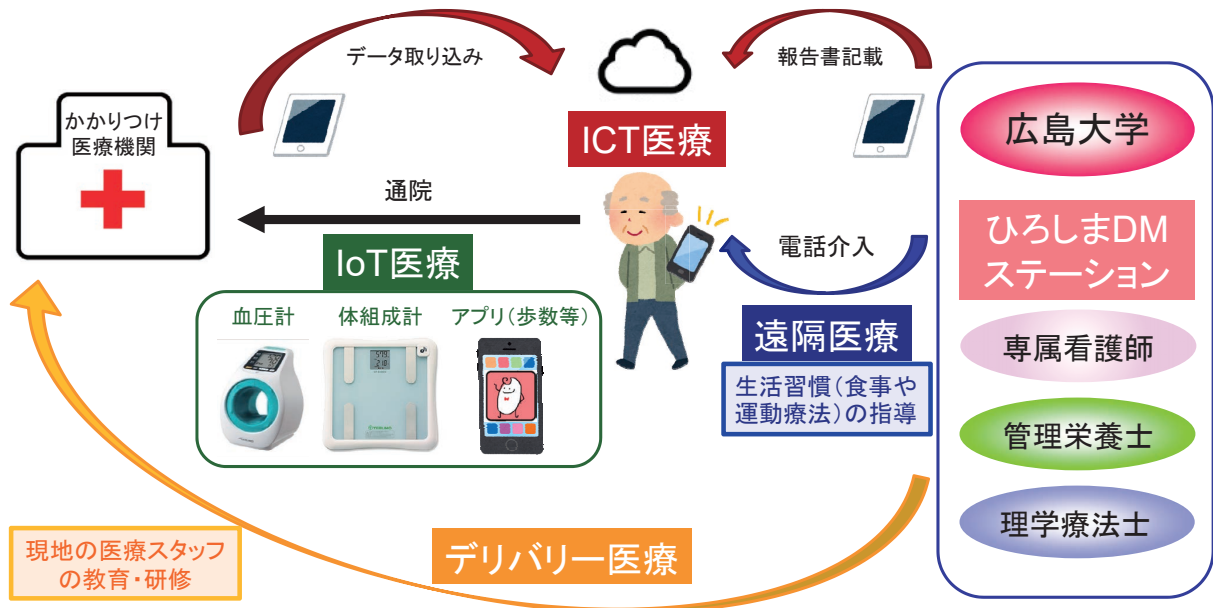 データ取り込み
報告書記載
かかりつけ
医療機関
ICT医療
広島大学
通院
電話介入
ひろしまDM
ステーション
IoT医療
血圧計
体組成計
アプリ（歩数等）
遠隔医療
生活習慣（食事や
運動療法）の指導
専属看護師
管理栄養士
理学療法士
現地の医療スタッフ
の教育・研修
デリバリー医療